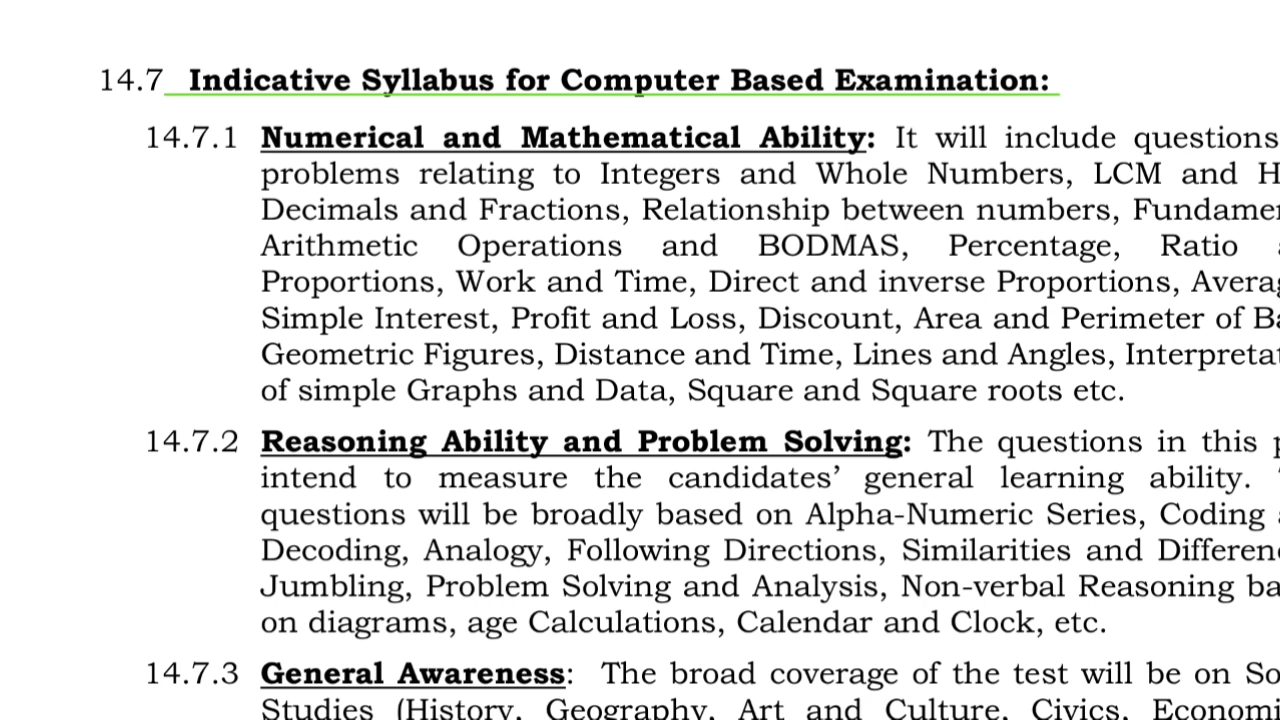 14.7 Indicative Syllabus for Computer Based Examination:
14.7.1 Numerical and Mathematical Ability: It will include questions
problems relating to Integers and Whole Numbers, LCM and
Decimals and Fractions, Relationship between numbers,
Arithmetic Operations and BODMAS, Percentage, Ratio
Proportions, Work and Time, Direct and inverse Proportions,
Simple Interest, Profit and Loss, Discount, Area and Perimeter of
Geometric Figures, Distance and Time, Lines and Angles,
of simple Graphs and Data, Square and Square roots etc.
14.7.2 Reasoning Ability and Problem Solving: The questions in this
intend to measure the candidates’ general learning ability.
questions will be broadly based on Alpha-Numeric Series, Coding
Decoding, Analogy, Following Directions, Similarities and
Jumbling, Problem Solving and Analysis, Non-verbal Reasoning
on diagrams, age Calculations, Calendar and Clock, etc.
14.7.3 General Awareness: The broad coverage of the test will be on
Studies (History, Geography, Art and Culture, Civics,